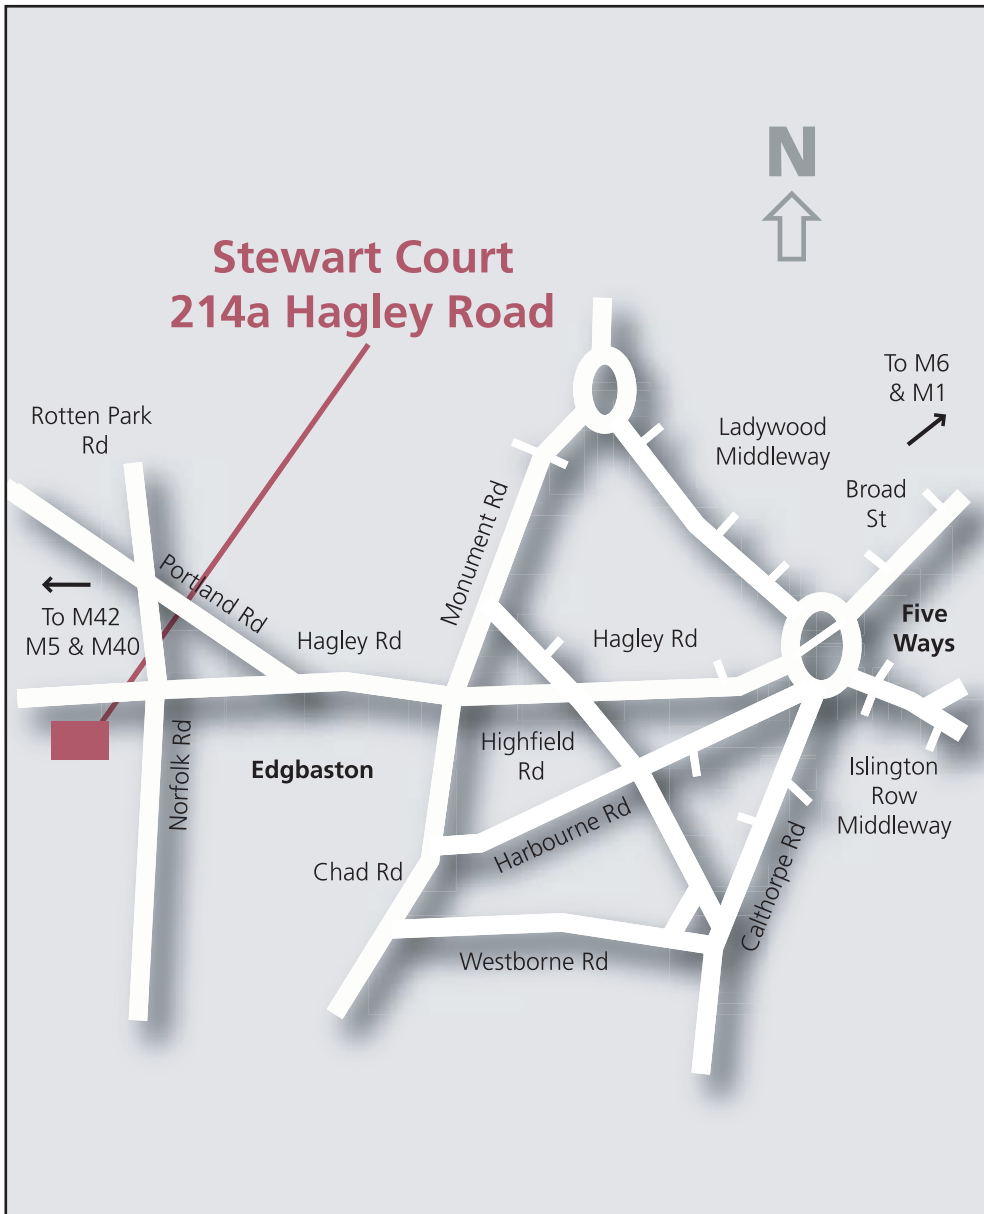 N
Stewart Court
214a Hagley Road
To M6
& M1
Rotten Park
Rd
Ladywood
Middleway
Broad
St
Monument Rd
Portland Rd
To M42
M5 & M40
Hagley Rd
Hagley Rd
Five
Ways
Norfolk Rd
Edgbaston
Highfield
Rd
Islington
Row
Middleway
Harbourne Rd
Chad Rd
Calthorpe Rd
Westborne Rd